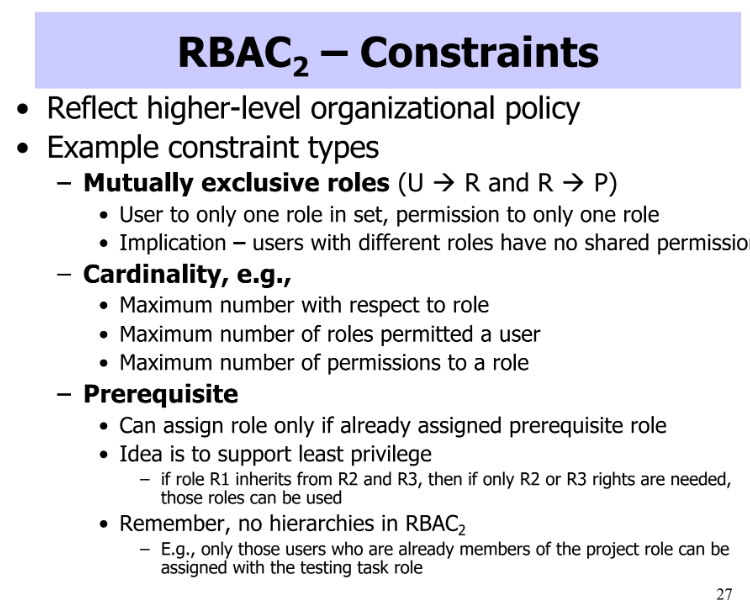 RBAC₂ – Constraints
• Reflect higher-level organizational policy
• Example constraint types
– Mutually exclusive roles (U → R and R → P)
• User to only one role in set, permission to only one role
• Implication – users with different roles have no shared permissio
– Cardinality, e.g.,
• Maximum number with respect to role
• Maximum number of roles permitted a user
• Maximum number of permissions to a role
– Prerequisite
• Can assign role only if already assigned prerequisite role
• Idea is to support least privilege
– if role R1 inherits from R2 and R3, then if only R2 or R3 rights are needed,
those roles can be used
• Remember, no hierarchies in RBAC₂
– E.g., only those users who are already members of the project role can be
assigned with the testing task role
27